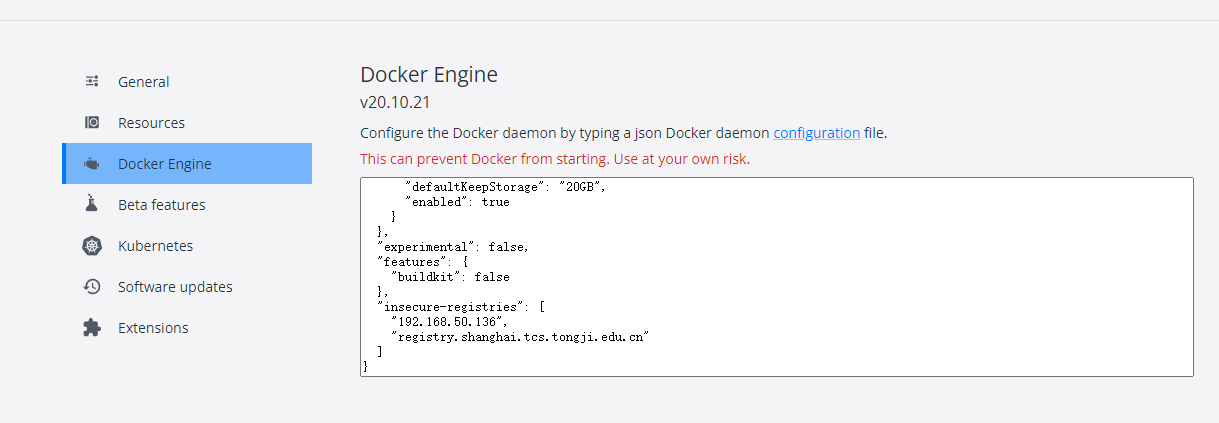 General
Resources
Docker Engine
Beta features
Kubernetes
Software updates
Extensions
Docker Engine
v20.10.21
Configure the Docker daemon by typing a json Docker daemon configuration file.
This can prevent Docker from starting. Use at your own risk.
"defaultKeepStorage": "20GB",
"enabled": true
}
},
"experimental": false,
"features": {
"buildkit": false
},
"insecure-registries": [
"192.168.50.136",
"registry.shanghai.tcs.tongji.edu.cn"
]
}